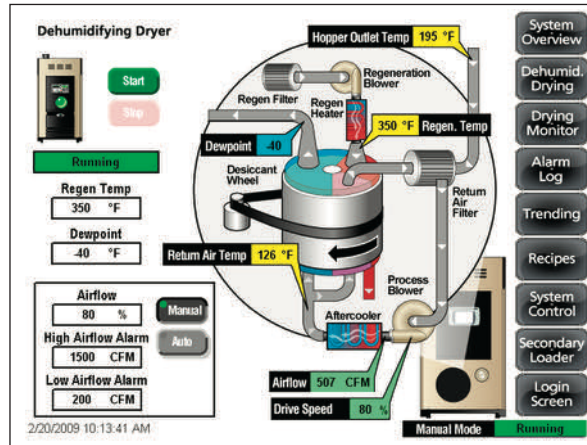 Dehumidifying Dryer
Start
Stop
Running
Regen Temp
350 °F
Dewpoint
-40 °F
Airflow
80 %
High Airflow Alarm
1500 CFM
Low Airflow Alarm
200 CFM
Manual
Auto
2/20/2009 10:13:41 AM
Hopper Outlet Temp 195 °F
Regeneration
Blower
Regen Filter
Regen
Heater
350 °F Regen. Temp
Dewpoint -40
Desiccant
Wheel
Return
Air
Filter
Return Air Temp 126 °F
Process
Blower
Aftercooler
Airflow 507 CFM
Drive Speed 80 %
Manual Mode Running
System
Overview
Dehumid.
Drying
Drying
Monitor
Alarm
Log
Trending
Recipes
System
Control
Secondary
Loader
Login
Screen